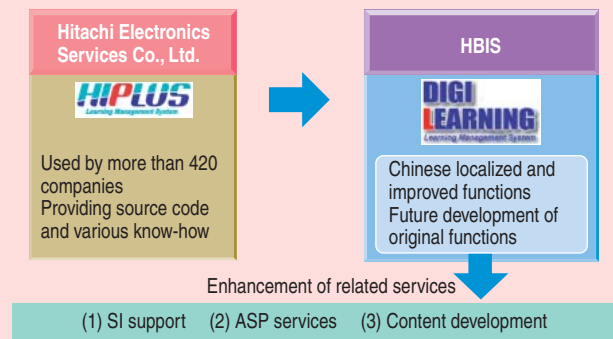 Hitachi Electronics
Services Co., Ltd.
HIPLUS
Learning Management System
Used by more than 420
companies
Providing source code
and various know-how
HBIS
DIGI
LEARNING
Learning Management System
Chinese localized and
improved functions
Future development of
original functions
Enhancement of related services
(1) SI support (2) ASP services (3) Content development